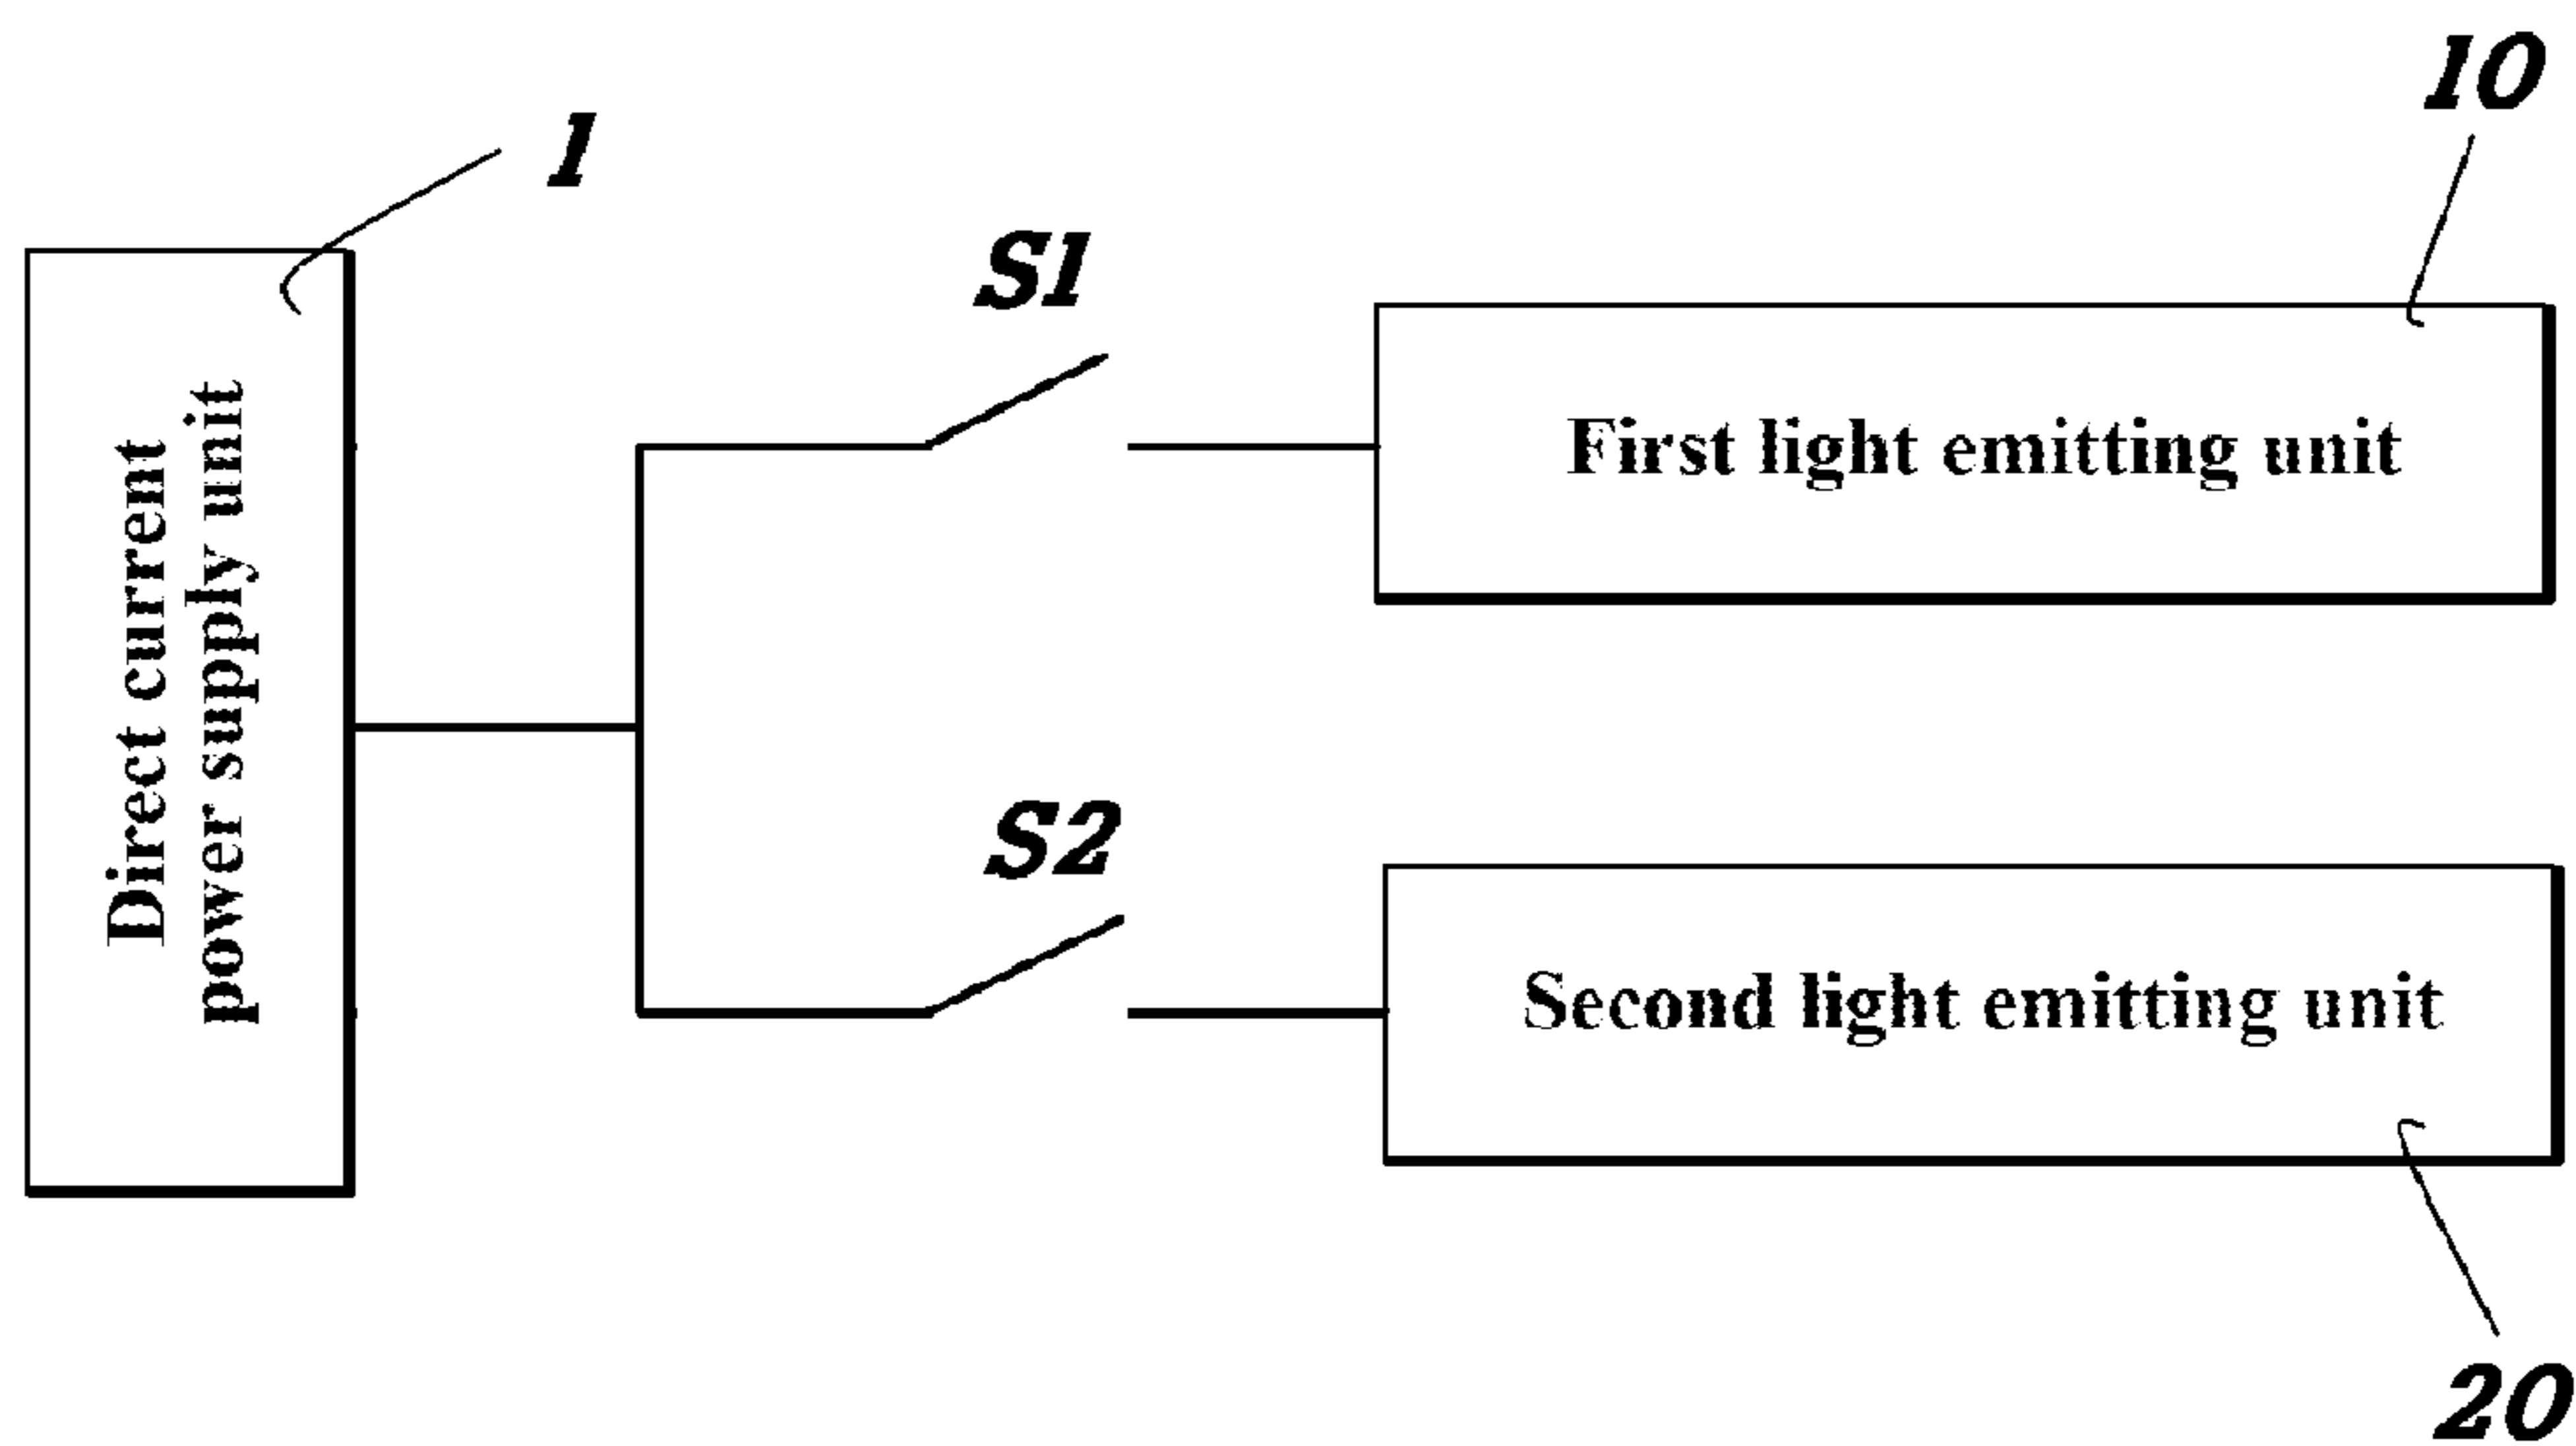 10
1
S1
First light emitting unit
Direct current
power supply unit
S2
Second light emitting unit
20